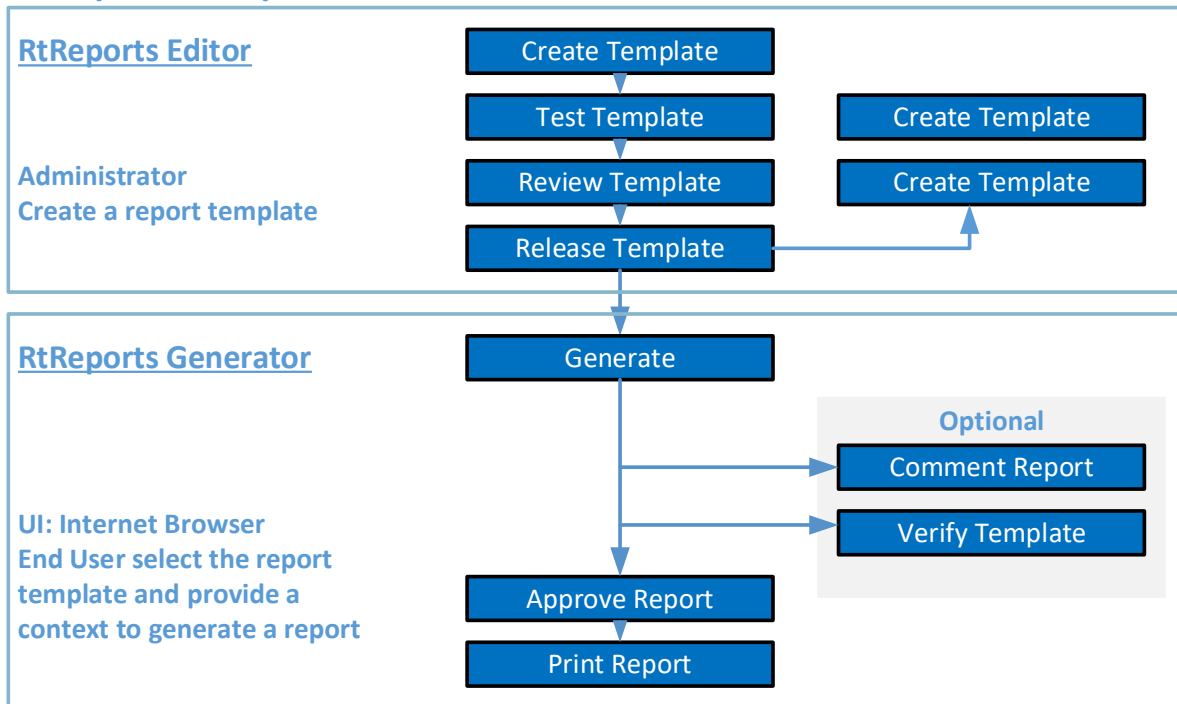 RtReports Editor
Create Template
Test Template
Create Template
Administrator
Create a report template
Review Template
Create Template
Release Template
RtReports Generator
Generate
Optional
Comment Report
UI: Internet Browser
End User select the report
template and provide a
context to generate a report
Verify Template
Approve Report
Print Report